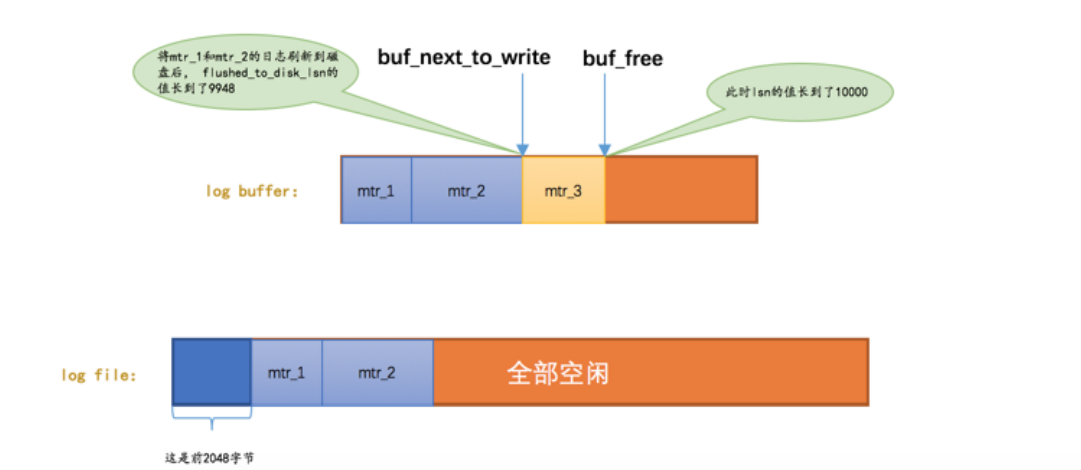 将mtr_1和mtr_2的日志刷新到磁
盘后， flushed_to_disk_lsn的
值长到了9948
buf_next_to_write
buf_free
此时lsn的值长到了10000
log buffer:
mtr_1
mtr_2
mtr_3
log file:
mtr_1
mtr_2
全部空闲
这是前2048字节